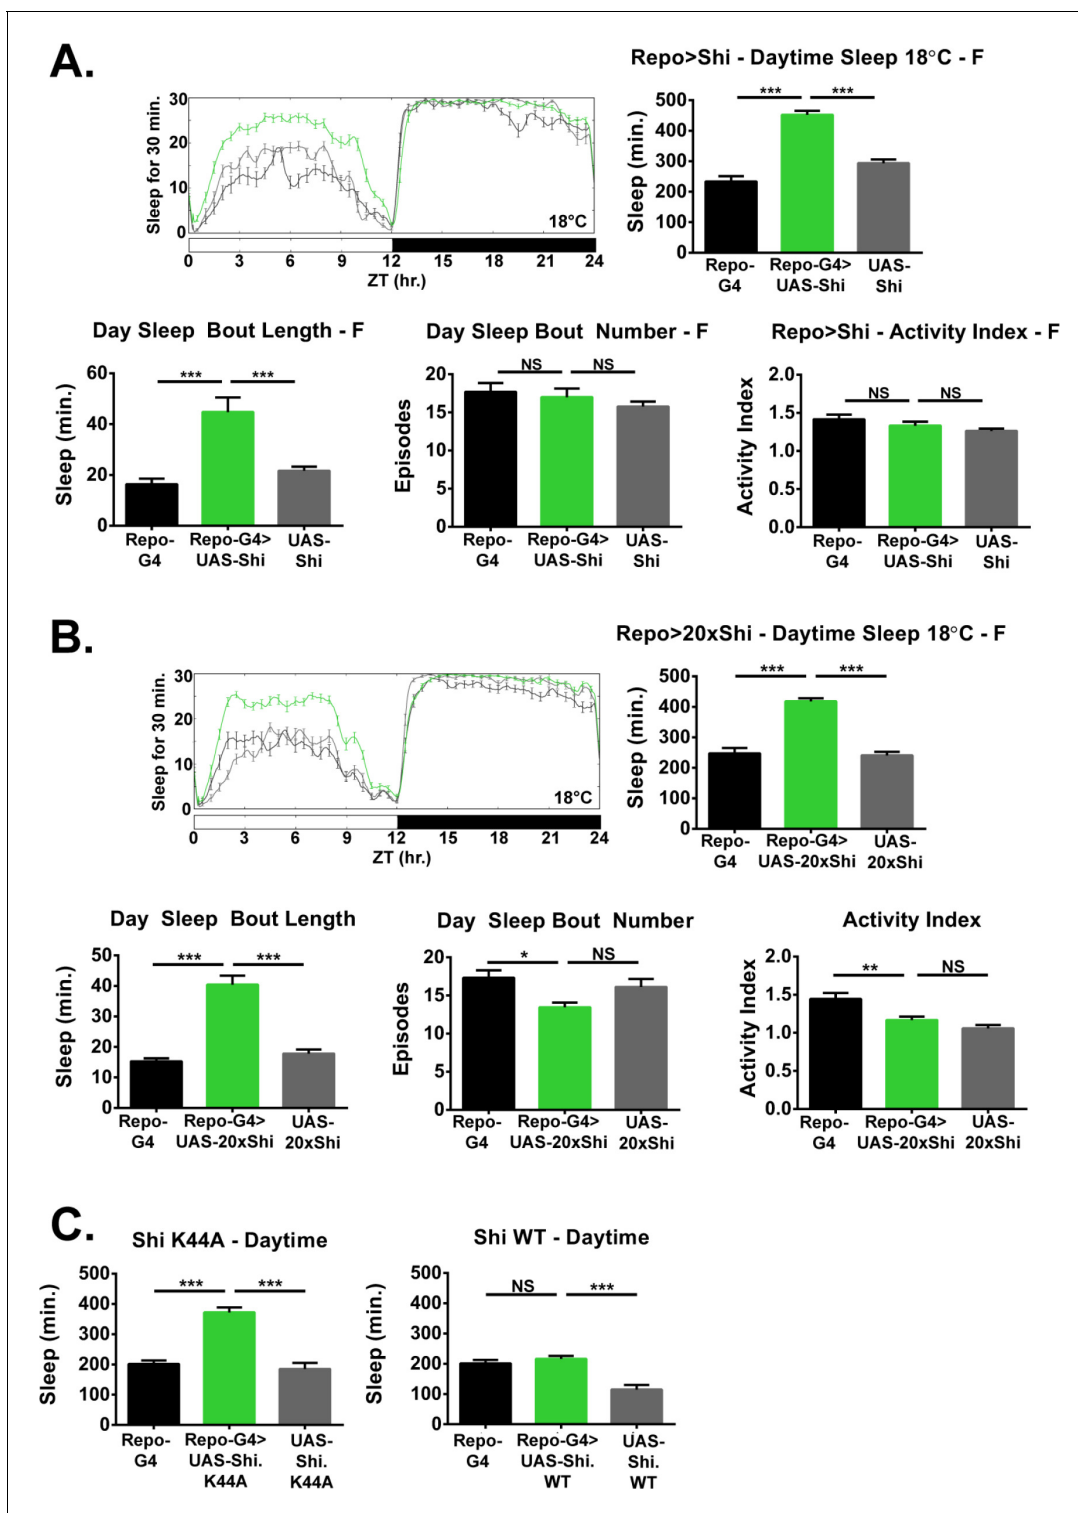 A.
Repo>Shi - Daytime Sleep 18°C - F
Sleep for 30 min.
30
20
10
0
18°C
0 3 6 9 12 15 18 21 24
ZT (hr.)
Sleep (min.)
500
400
300
200
100
0
*** ***
Repo- Repo-G4> UAS-
G4 UAS-Shi Shi
Day Sleep Bout Length - F
Sleep (min.)
60
40
20
0
*** ***
Repo- Repo-G4> UAS-
G4 UAS-Shi Shi
Day Sleep Bout Number - F
Episodes
20
15
10
5
0
NS NS
Repo- Repo-G4> UAS-
G4 UAS-Shi Shi
Repo>Shi - Activity Index - F
Activity Index
2.0
1.5
1.0
0.5
0.0
NS NS
Repo- Repo-G4> UAS-
G4 UAS-Shi Shi
B.
Repo>20xShi - Daytime Sleep 18°C - F
Sleep for 30 min.
30
20
10
0
18°C
0 3 6 9 12 15 18 21 24
ZT (hr.)
Sleep (min.)
500
400
300
200
100
0
*** ***
Repo- Repo-G4> UAS-
G4 UAS-20xShi 20xShi
Day Sleep Bout Length
Sleep (min.)
50
40
30
20
10
0
*** ***
Repo- Repo-G4> UAS-
G4 UAS-20xShi 20xShi
Day Sleep Bout Number
Episodes
20
15
10
5
0
* NS
Repo- Repo-G4> UAS-
G4 UAS-20xShi 20xShi
Activity Index
Activity Index
2.0
1.5
1.0
0.5
0.0
** NS
Repo- Repo-G4> UAS-
G4 UAS-20xShi 20xShi
C.
Shi K44A - Daytime
Sleep (min.)
500
400
300
200
100
0
*** ***
Repo- Repo-G4> UAS-
G4 UAS-Shi. Shi.
K44A K44A
Shi WT - Daytime
Sleep (min.)
500
400
300
200
100
0
NS ***
Repo- Repo-G4> UAS-
G4 UAS-Shi. Shi.
WT WT